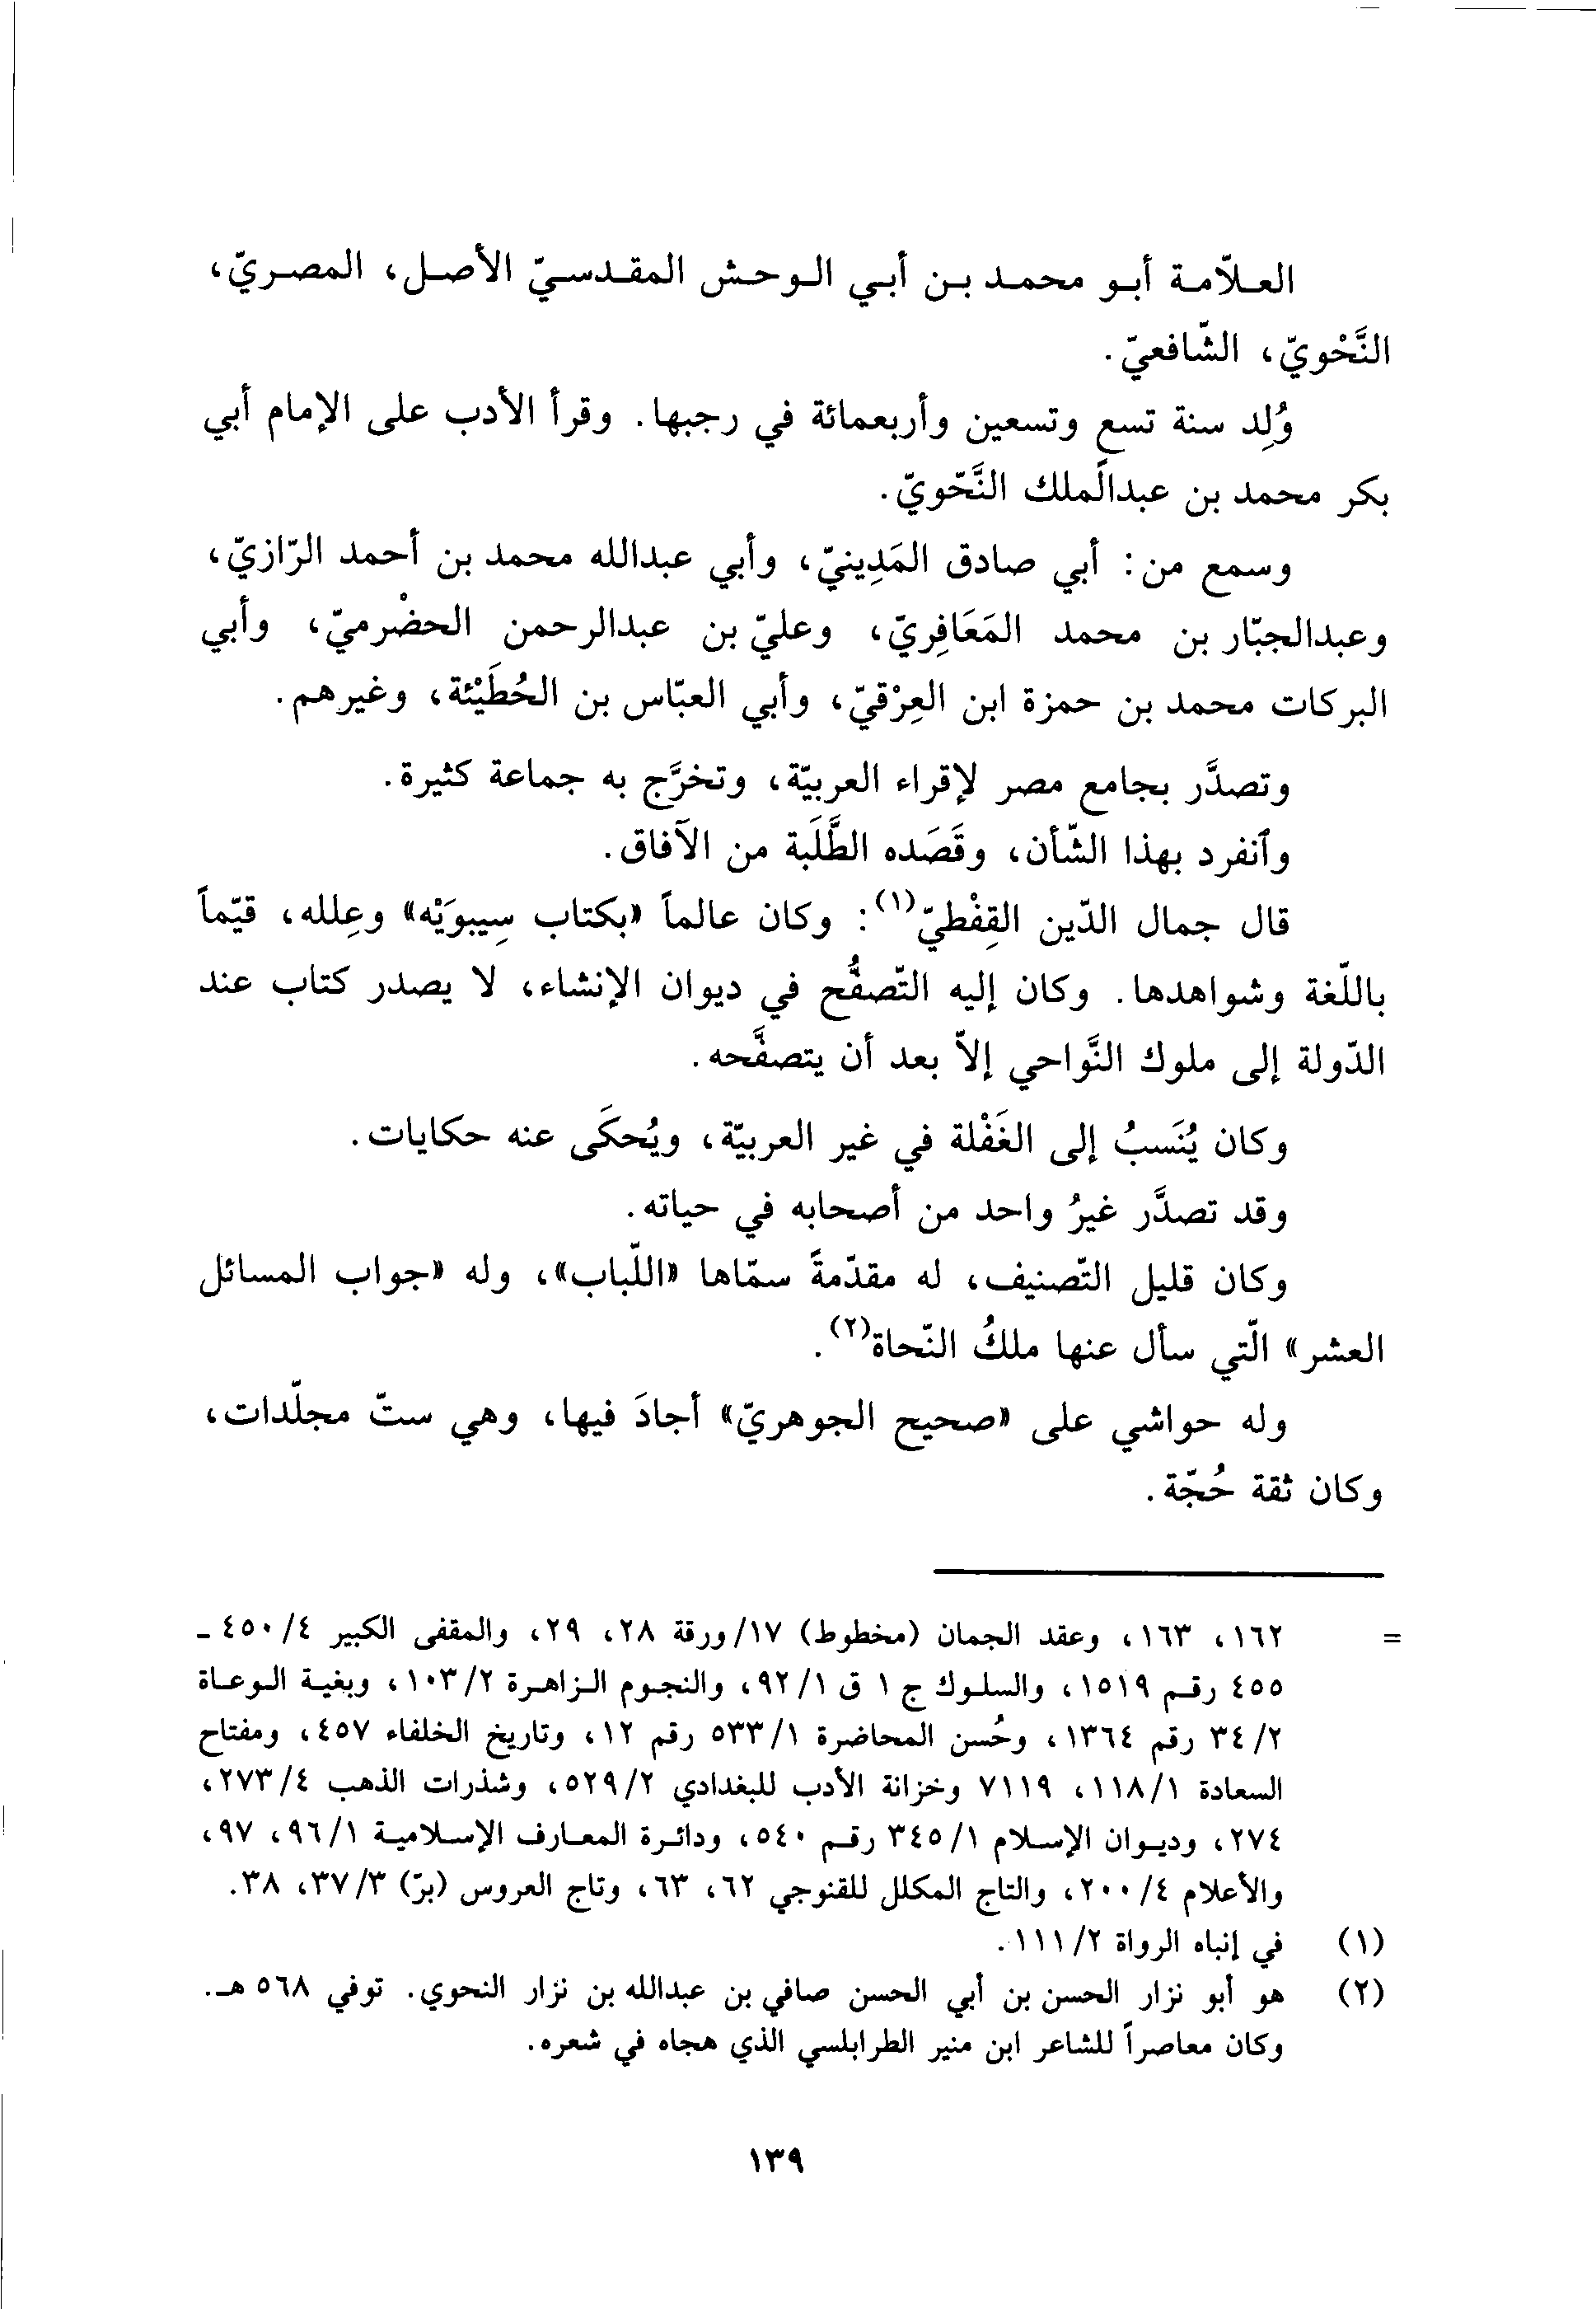 العلاّمة أبو محمد بن أبي الوحش المقدسيّ الأصل، المصريّ،
النَّحْويّ، الشّافعيّ.
وُلِد سنة تسع وتسعين وأربعمائة في رجبها. وقرأ الأدب على الإمام أبي
بكر محمد بن عبدالملك النَّحّويّ.
وسمع من: أبي صادق المَدِينيّ، وأبي عبدالله محمد بن أحمد الرّازيّ،
وعبدالجبّار بن محمد المَعَافِريّ، وعليّ بن عبدالرحمن الحضْرميّ، وأبي
البركات محمد بن حمزة ابن العِرْقيّ، وأبي العبّاس بن الحُطَيْئة، وغيرهم.
وتصدَّر بجامع مصر لإقراء العربيّة، وتخرَّج به جماعة كثيرة.
وٱنفرد بهذا الشّأن، وقَصَده الطَّلَبة من الآفاق.
قال جمال الدّين القِفْطيّ(١): وكان عالماً «بكتاب سِيبوَيْه» وعِلله، قيّماً
باللّغة وشواهدها. وكان إليه التّصفُّح في ديوان الإنشاء، لا يصدر كتاب عند
الدّولة إلى ملوك النَّواحي إلاّ بعد أن يتصفَّحه.
وكان يُنَسبُ إلى الغَفْلة في غير العربيّة، ويُحكَى عنه حكايات.
وقد تصدَّر غيرُ واحد من أصحابه في حياته.
وكان قليل التّصنيف، له مقدّمةً سمّاها «اللّباب»، وله «جواب المسائل
العشر» الّتي سأل عنها ملكُ النّحاة(٢).
وله حواشي على «صحيح الجوهريّ» أجادَ فيها، وهي ستّ مجلّدات،
وكان ثقة حُجّة.
= ١٦٢، ١٦٣، وعقد الجمان (مخطوط) ١٧/ورقة ٢٨، ٢٩، والمقفى الكبير ٤/٤٥٠ ـ
٤٥٥ رقم ١٥١٩، والسلوك ج ١ ق ٩٢/١، والنجوم الزاهرة ١٠٣/٢، وبغية الوعاة
٣٤/٢ رقم ١٣٦٤، وحُسن المحاضرة ٥٣٣/١ رقم ١٢، وتاريخ الخلفاء ٤٥٧، ومفتاح
السعادة ١١٨/١، ٧١١٩ وخزانة الأدب للبغدادي ٥٢٩/٢، وشذرات الذهب ٢٧٣/٤،
٢٧٤، وديوان الإسلام ٣٤٥/١ رقم ٥٤٠، ودائرة المعارف الإسلامية ٩٦/١، ٩٧،
والأعلام ٢٠٠/٤، والتاج المكلل للقنوجي ٦٢، ٦٣، وتاج العروس (برّ) ٣٧/٣، ٣٨.
(١) في إنباه الرواة ١١١/٢.
(٢) هو أبو نزار الحسن بن أبي الحسن صافي بن عبدالله بن نزار النحوي. توفي ٥٦٨ هـ.
وكان معاصراً للشاعر ابن منير الطرابلسي الذي هجاه في شعره.
١٣٩